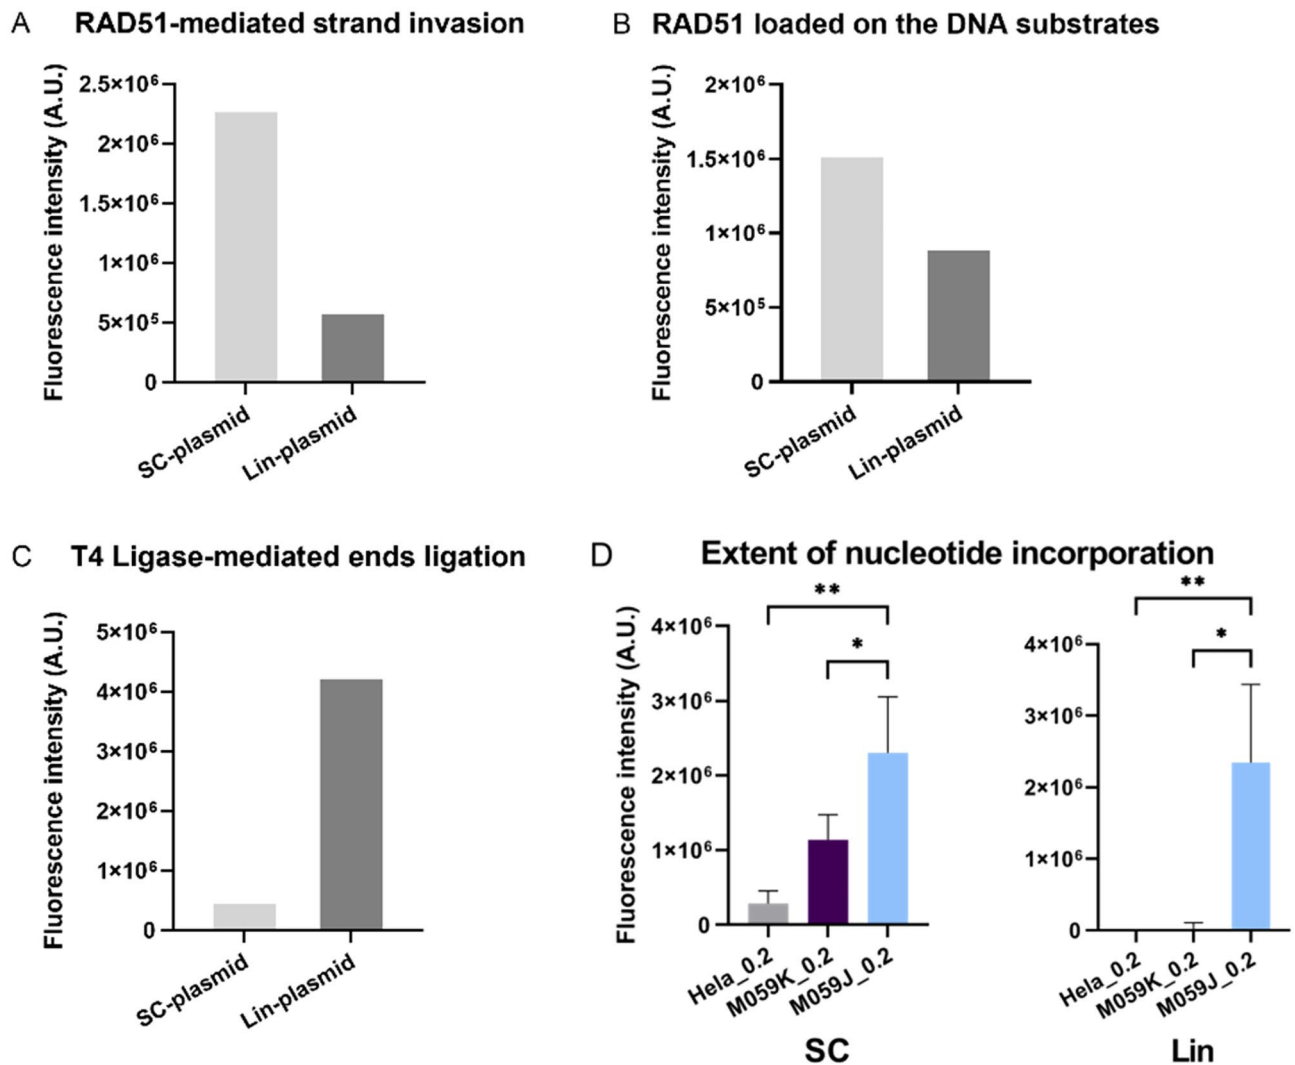 A RAD51-mediated strand invasion
Fluorescence intensity (A.U.)
2.5×10⁶
2×10⁶
1.5×10⁶
1×10⁶
5×10⁵
0
SC-plasmid
Lin-plasmid
B RAD51 loaded on the DNA substrates
Fluorescence intensity (A.U.)
2×10⁶
1.5×10⁶
1×10⁶
5×10⁵
0
SC-plasmid
Lin-plasmid
C T4 Ligase-mediated ends ligation
Fluorescence intensity (A.U.)
5×10⁶
4×10⁶
3×10⁶
2×10⁶
1×10⁶
0
SC-plasmid
Lin-plasmid
D Extent of nucleotide incorporation
Fluorescence intensity (A.U.)
**
*
4×10⁶
3×10⁶
2×10⁶
1×10⁶
0
Hela_0.2
M059K_0.2
M059J_0.2
SC
**
*
4×10⁶
3×10⁶
2×10⁶
1×10⁶
0
Hela_0.2
M059K_0.2
M059J_0.2
Lin